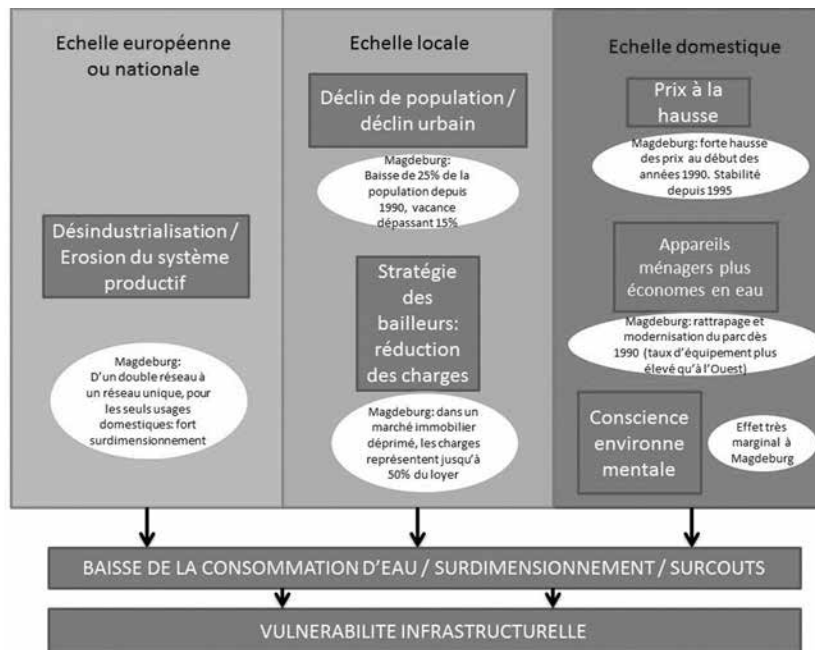 Echelle européenne
ou nationale
Désindustrialisation /
Erosion du système
productif
Magdeburg:
D'un double réseau à
un réseau unique, pour
les seuls usages
domestiques: fort
surdimensionnement
Echelle locale
Déclin de population /
déclin urbain
Magdeburg:
Baisse de 25% de la
population depuis
1990, vacance
dépassant 15%
Stratégie
des
bailleurs:
réduction
des charges
Magdeburg: dans un
marché immobilier
déprimé, les charges
représentent jusqu'à
50% du loyer
Echelle domestique
Prix à la
hausse
Magdeburg: forte hausse
des prix au début des
années 1990. Stabilité
depuis 1995
Appareils
ménagers plus
économes en eau
Magdeburg: rattrapage et
modernisation du parc dès
1990 (taux d'équipement plus
élevé qu'à l'Ouest)
Conscience
environne
mentale
Effet très
marginal à
Magdeburg
BAISSE DE LA CONSOMMATION D'EAU / SURDIMENSIONNEMENT / SURCOUTS
VULNERABILITE INFRASTRUCTURELLE